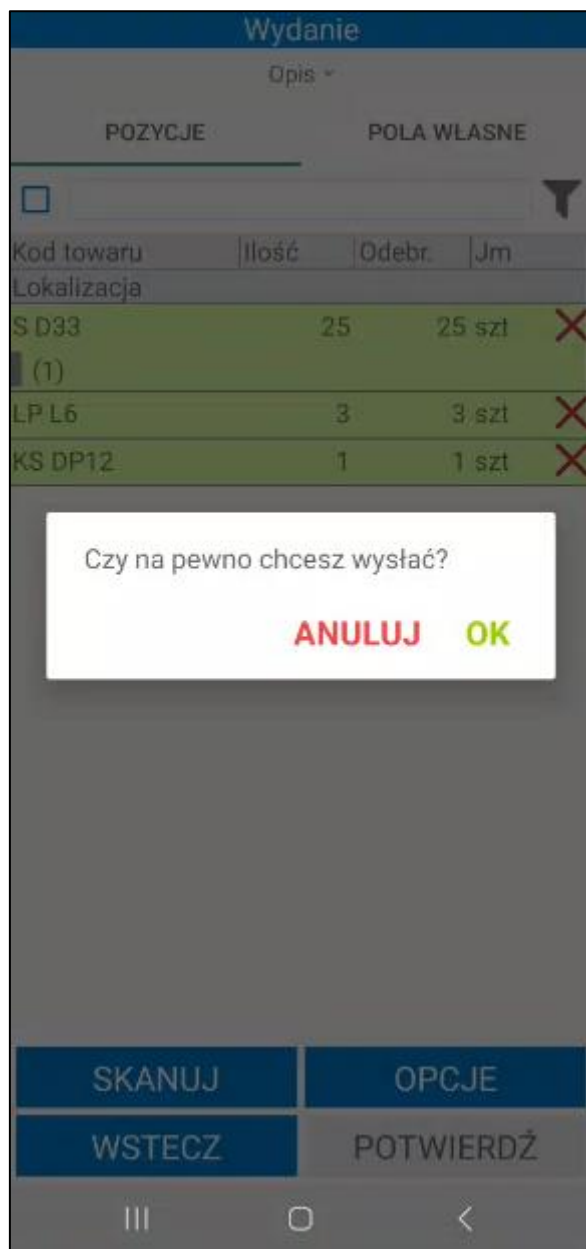 Wydanie
Opis
POZYCJE POLA WŁASNE
Kod towaru Ilość Odebr. Jm
Lokalizacja
S D33 25 25 szt
(1)
LP L6 3 3 szt
KS DP12 1 1 szt
Czy na pewno chcesz wysłać?
ANULUJ OK
SKANUJ OPCJE
WSTECZ POTWIERDŹ